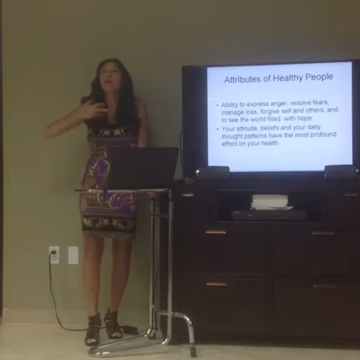 Attributes of Healthy People
• Ability to express anger, resolve fears,
manage loss, forgive self and others, and
to see the world filled with hope.
• Your attitude, beliefs and your daily
thought patterns have the most profound
effect on your health